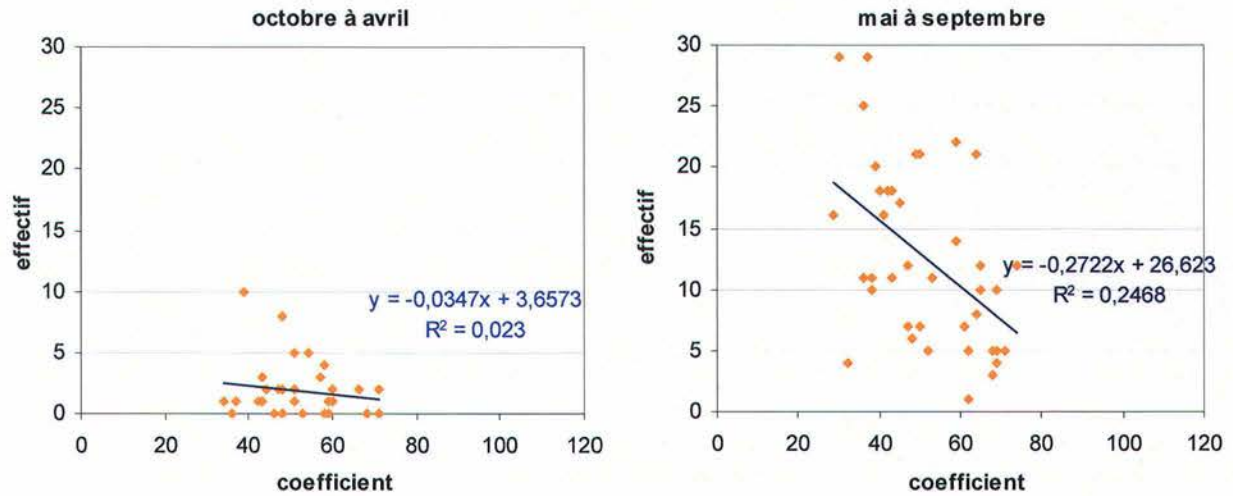 octobre à avril
30
25
20
15
10
5
0
effectif
y = -0,0347x + 3,6573
R² = 0,023
0 20 40 60 80 100 120
coefficient
mai à septembre
30
25
20
15
10
5
0
effectif
y = -0,2722x + 26,623
R² = 0,2468
0 20 40 60 80 100 120
coefficient